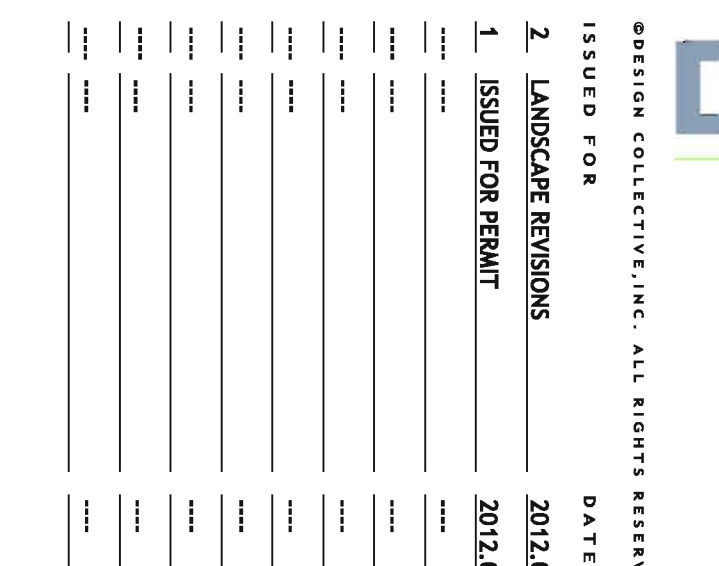 ©DESIGN COLLECTIVE,INC. ALL RIGHTS RESERV
ISSUED FOR DATE
2 LANDSCAPE REVISIONS 2012.
1 ISSUED FOR PERMIT 2012.
---- ---- ----
---- ---- ----
---- ---- ----
---- ---- ----
---- ---- ----
---- ---- ----
---- ---- ----
---- ---- ----